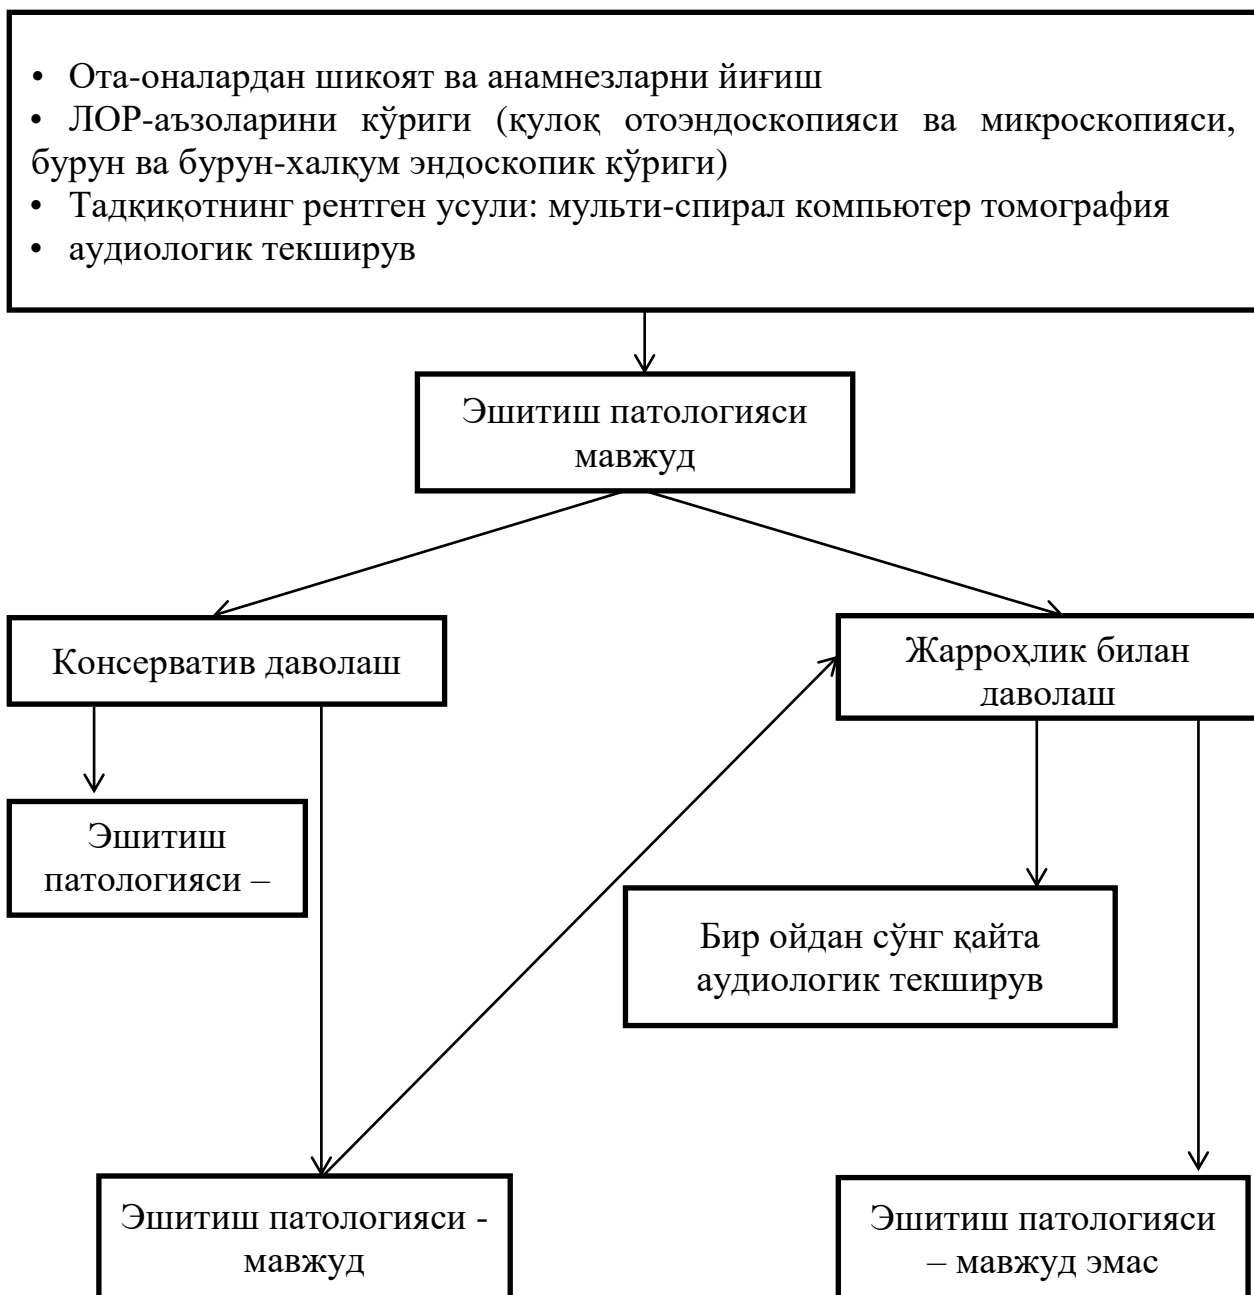 • Ота-оналардан шикоят ва анамнезларни йиғиш
• ЛОР-аъзоларини кўриги (қулоқ отоэндоскопияси ва микроскопияси,
бурун ва бурун-халқум эндоскопик кўриги)
• Тадқиқотнинг рентген усули: мульти-спирал компьютер томография
• аудиологик текширув
Эшитиш патологияси
мавжуд
Консерватив даволаш
Жарроҳлик билан
даволаш
Эшитиш
патологияси –
Бир ойдан сўнг қайта
аудиологик текширув
Эшитиш патологияси -
мавжуд
Эшитиш патологияси
– мавжуд эмас